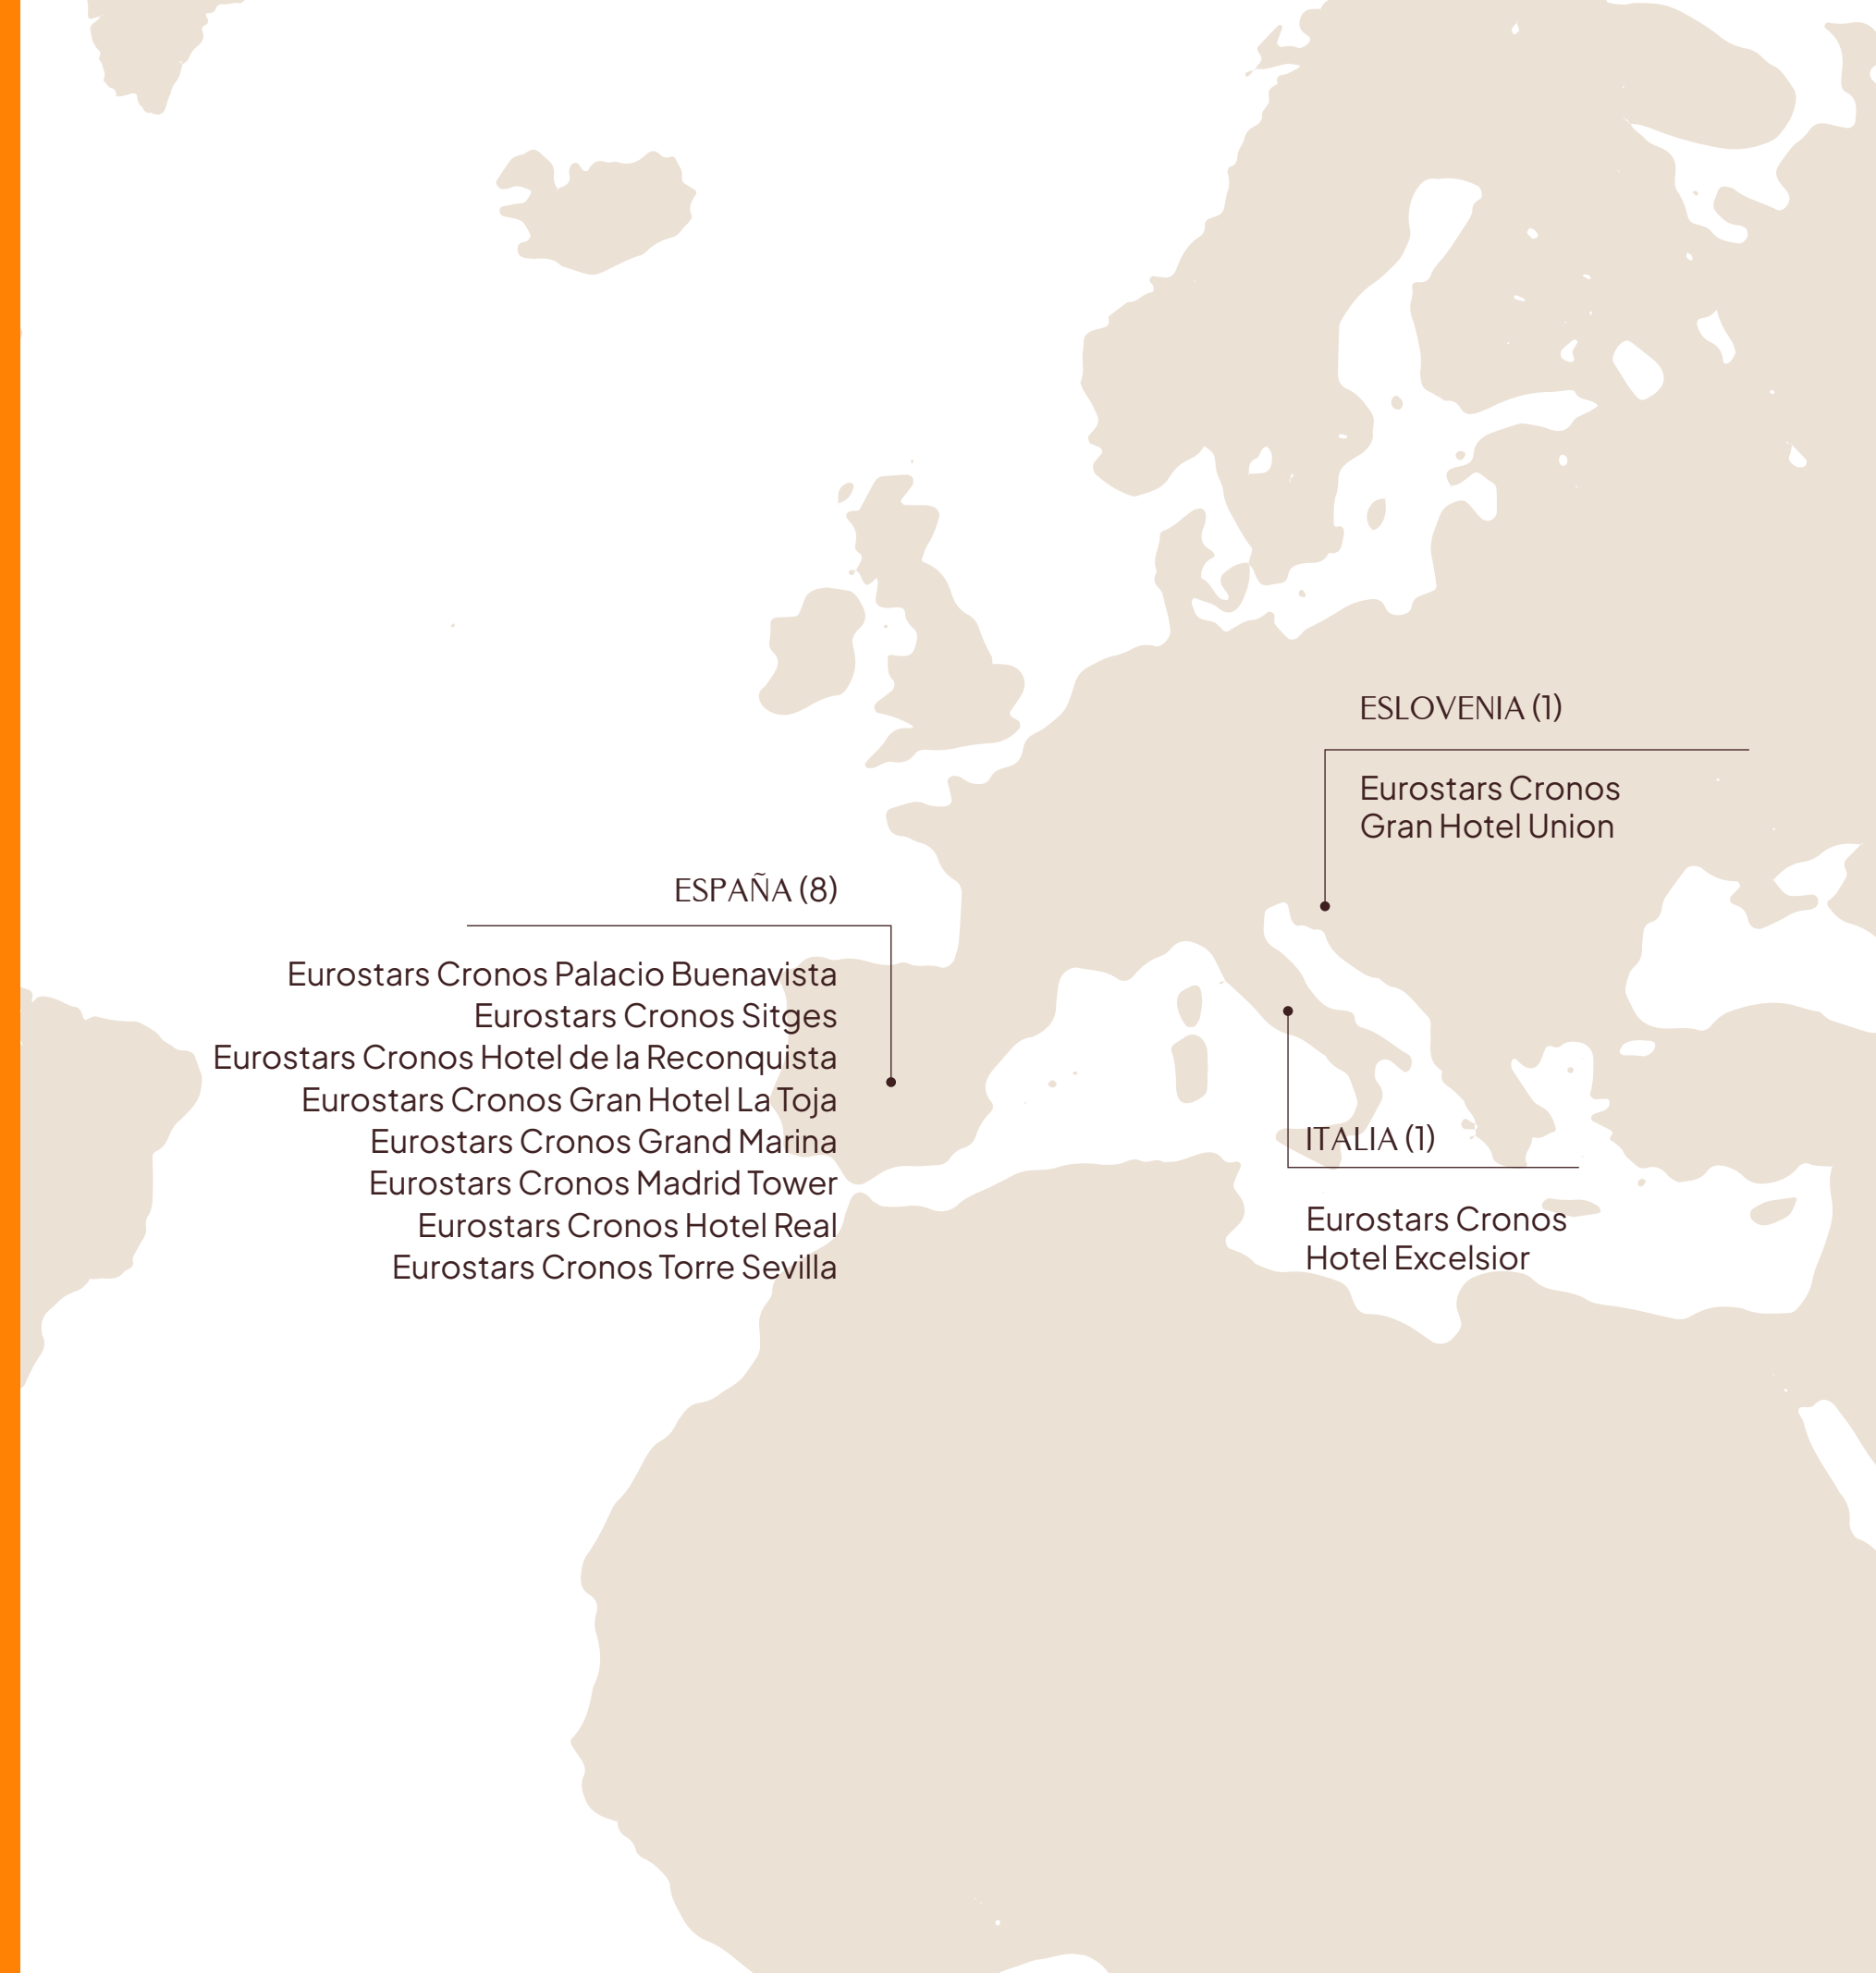 ESLOVENIA (1)
Eurostars Cronos
Gran Hotel Union
ESPAÑA (8)
Eurostars Cronos Palacio Buenavista
Eurostars Cronos Sitges
Eurostars Cronos Hotel de la Reconquista
Eurostars Cronos Gran Hotel La Toja
Eurostars Cronos Grand Marina
Eurostars Cronos Madrid Tower
Eurostars Cronos Hotel Real
Eurostars Cronos Torre Sevilla
ITALIA (1)
Eurostars Cronos
Hotel Excelsior